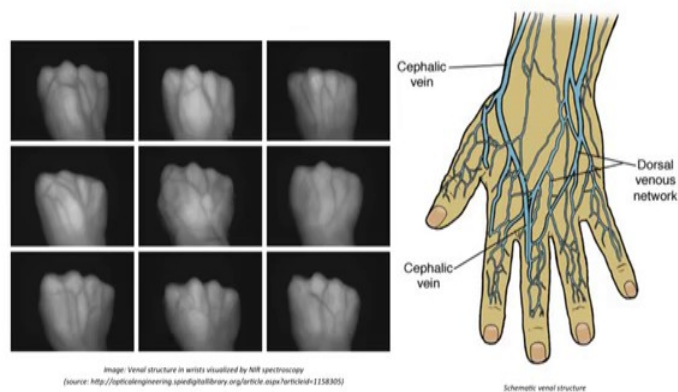 Cephalic
vein
Dorsal
venous
network
Cephalic
vein
Image: Venal structure in wrists visualized by NIR spectroscopy
(source: http://opticalengineering.spiedigitallibrary.org/article.aspx?articleid=1158305)
Schematic venal structure